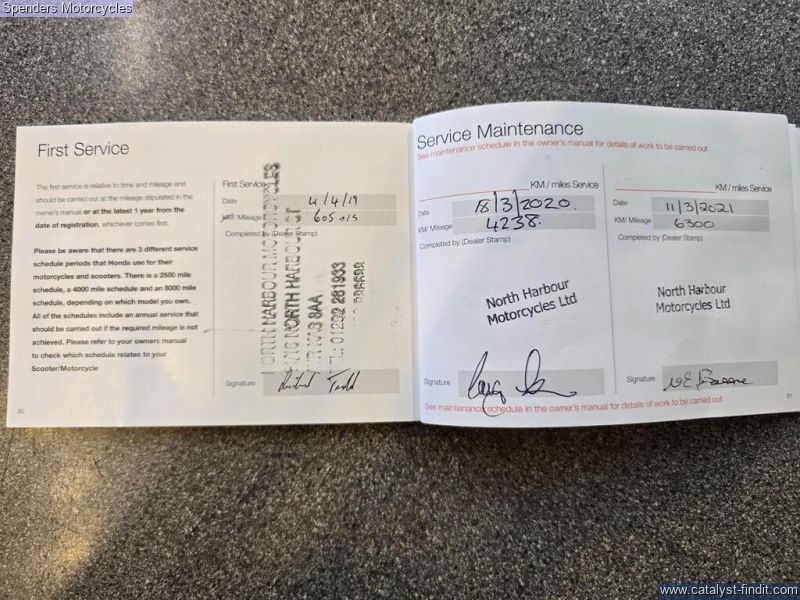 Spenders Motorcycles
First Service
The first service is relative to time and mileage and
should be carried out at the mileage stipulated in the
owner's manual or at the latest 1 year from the
date of registration, whichever comes first.
Please be aware that there are 3 different service
schedule periods that Honda use for their
motorcycles and scooters. There is a 2500 mile
schedule, a 4000 mile schedule and an 8000 mile
schedule, depending on which model you own.
All of the schedules include an annual service that
should be carried out if the required mileage is not
achieved. Please refer to your owners manual
to check which schedule relates to your
Scooter/Motorcycle
30
First Service
Date 4/4/19
KM/ Mileage 605
Completed by (Dealer Stamp)
NORTH HARBOUR MOTORCYCLES
NORTH HARBOUR
8AA
TEL: 01292 281933
Signature
Service Maintenance
See maintenance schedule in the owner's manual for details of work to be carried out
KM / miles Service
Date 18/3/2020.
KM/ Mileage 4238.
Completed by (Dealer Stamp)
North Harbour
Motorcycles Ltd
Signature
KM / miles Service
Date 11/3/2021
KM/ Mileage 6300
Completed by (Dealer Stamp)
North Harbour
Motorcycles Ltd
Signature
See maintenance schedule in the owner's manual for details of work to be carried out
31
www.catalyst-findit.com